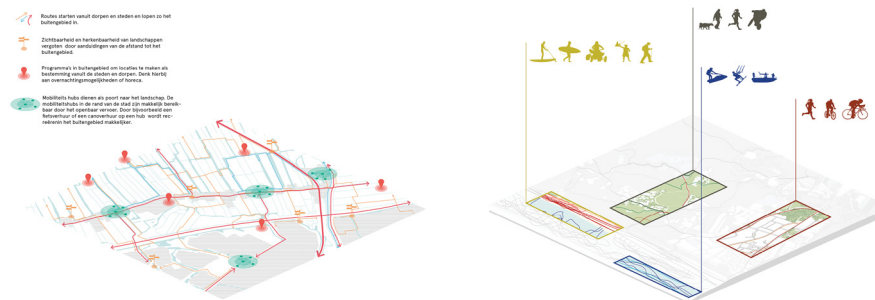 Routes starten vanuit dorpen en steden en lopen zo het
buitengebied in.
Zichtbaarheid en herkenbaarheid van landschappen
vergoten door aanduidingen van de afstand tot het
buitengebied.
Programma's in buitengebied om locaties te maken als
bestemming vanuit de steden en dorpen. Denk hierbij
aan overnachtingsmogelijkheden of horeca.
Mobiliteits hubs dienen als poort naar het landschap. De
mobiliteitshubs in de rand van de stad zijn makkelijk bereik-
baar door het openbaar vervoer. Door bijvoorbeeld een
fietsverhuur of een canoverhuur op een hub wordt rec-
reërenin het buitengebied makkelijker.